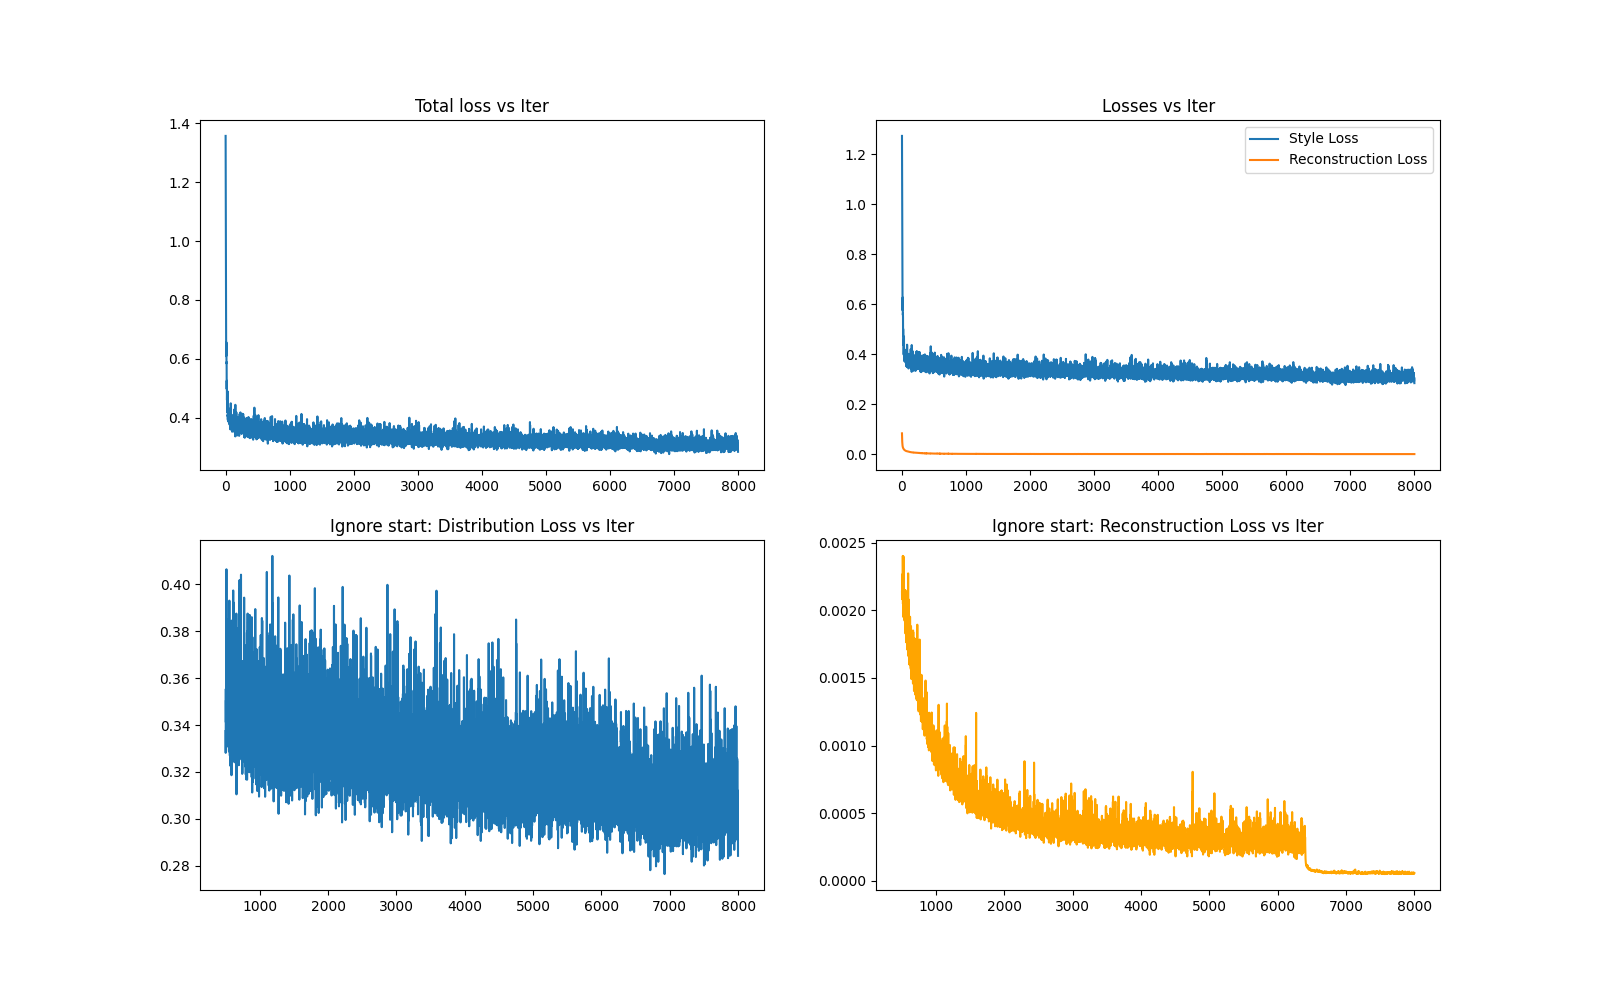 Total loss vs Iter
1.4
1.2
1.0
0.8
0.6
0.4
0 1000 2000 3000 4000 5000 6000 7000 8000
Losses vs Iter
Style Loss
Reconstruction Loss
1.2
1.0
0.8
0.6
0.4
0.2
0.0
0 1000 2000 3000 4000 5000 6000 7000 8000
Ignore start: Distribution Loss vs Iter
0.40
0.38
0.36
0.34
0.32
0.30
0.28
1000 2000 3000 4000 5000 6000 7000 8000
Ignore start: Reconstruction Loss vs Iter
0.0025
0.0020
0.0015
0.0010
0.0005
0.0000
1000 2000 3000 4000 5000 6000 7000 8000